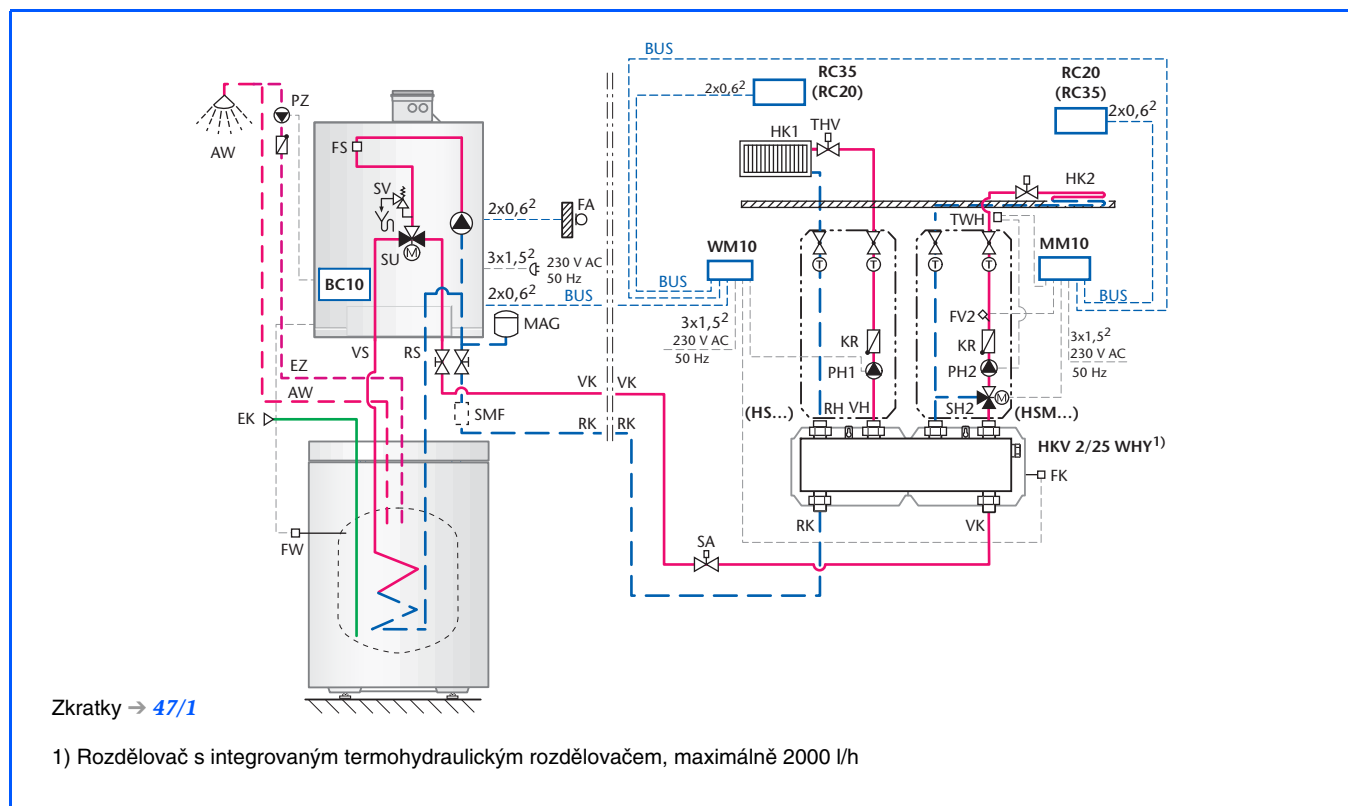 BUS
RC35
(RC20)
2x0,6²
RC20
(RC35)
2x0,6²
PZ
AW
FS
SV
SU
M
BC10
2x0,6²
FA
3x1,5²
230 V AC
50 Hz
2x0,6²
BUS
MAG
VS
RS
EZ
AW
EK
SMF
VK
VK
RK
RK
FW
HK1
THV
HK2
TWH
WM10
MM10
BUS
BUS
T
T
T
T
3x1,5²
230 V AC
50 Hz
KR
PH1
FV2
KR
PH2
M
3x1,5²
230 V AC
50 Hz
(HS...)
RH
VH
SH2
(HSM...)
HKV 2/25 WHY¹⁾
FK
RK
VK
SA
Zkratky ➔ 47/1
1) Rozdělovač s integrovaným termohydraulickým rozdělovačem, maximálně 2000 l/h